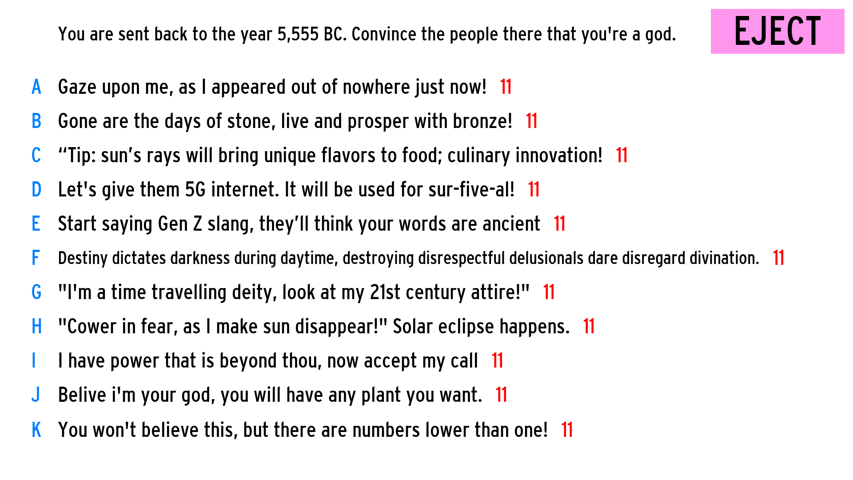 You are sent back to the year 5,555 BC. Convince the people there that you're a god.
EJECT
A Gaze upon me, as I appeared out of nowhere just now! 11
B Gone are the days of stone, live and prosper with bronze! 11
C “Tip: sun’s rays will bring unique flavors to food; culinary innovation! 11
D Let's give them 5G internet. It will be used for sur-five-al! 11
E Start saying Gen Z slang, they’ll think your words are ancient 11
F Destiny dictates darkness during daytime, destroying disrespectful delusionals dare disregard divination. 11
G "I'm a time travelling deity, look at my 21st century attire!" 11
H "Cower in fear, as I make sun disappear!" Solar eclipse happens. 11
I I have power that is beyond thou, now accept my call 11
J Belive i'm your god, you will have any plant you want. 11
K You won't believe this, but there are numbers lower than one! 11